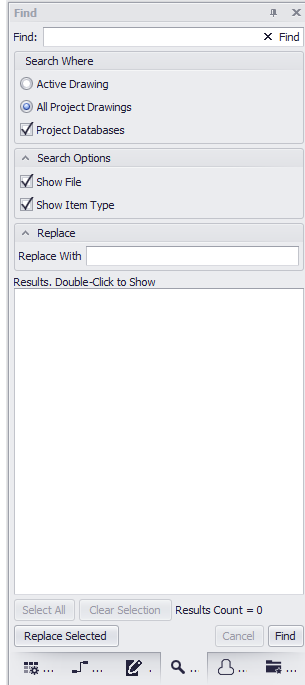 Find
Find: Find
Search Where
Active Drawing
All Project Drawings
Project Databases
Search Options
Show File
Show Item Type
Replace
Replace With
Results. Double-Click to Show
Select All Clear Selection Results Count = 0
Replace Selected Cancel Find
... ... . ... ... ...